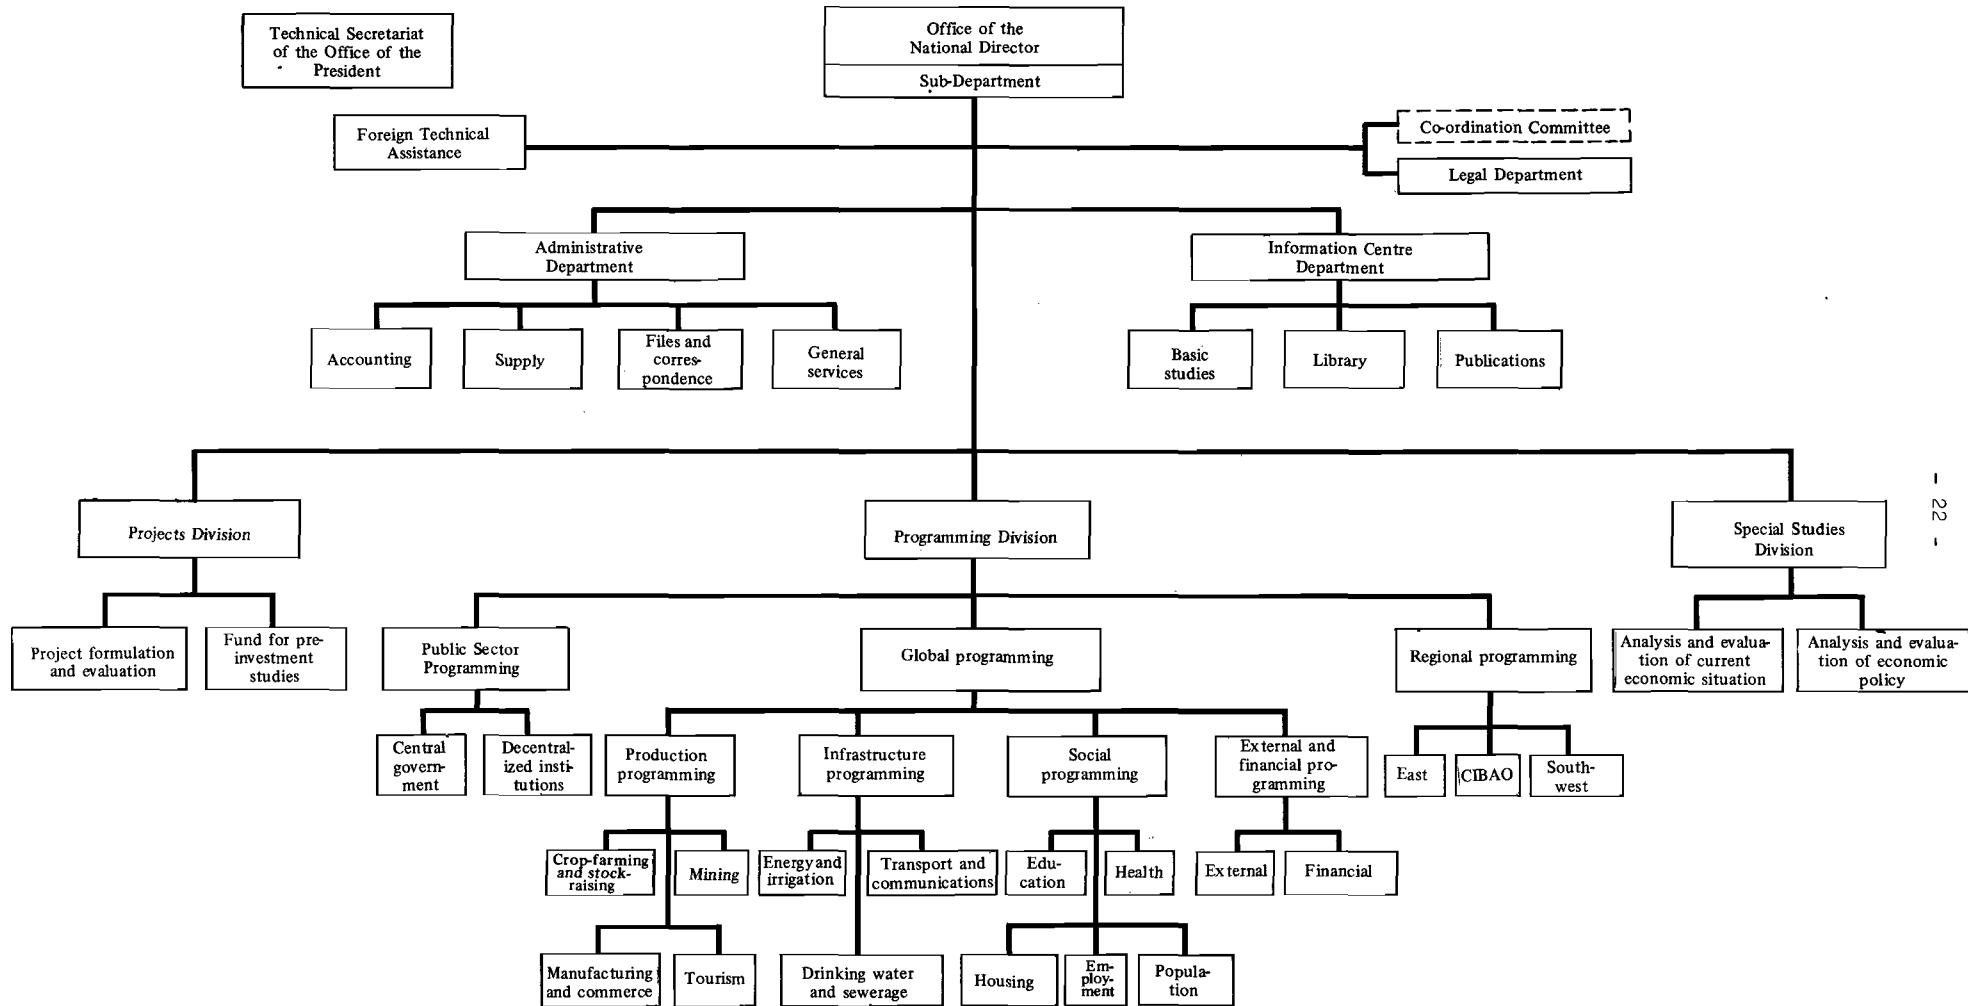 Technical Secretariat
of the Office of the
President
Office of the
National Director
Sub-Department
Foreign Technical
Assistance
Co-ordination Committee
Legal Department
Administrative
Department
Information Centre
Department
Accounting
Supply
Files and
corres-
pondence
General
services
Basic
studies
Library
Publications
- 22 -
Projects Division
Programming Division
Special Studies
Division
Project formulation
and evaluation
Fund for pre-
investment
studies
Public Sector
Programming
Global programming
Regional programming
Analysis and evalua-
tion of current
economic situation
Analysis and evalua-
tion of economic
policy
Central
govern-
ment
Decentral-
ized insti-
tutions
Production
programming
Infrastructure
programming
Social
programming
External and
financial pro-
gramming
East
CIBAO
South-
west
Crop-farming
and stock-
raising
Mining
Energy and
irrigation
Transport and
communications
Edu-
cation
Health
External
Financial
Manufacturing
and commerce
Tourism
Drinking water
and sewerage
Housing
Em-
ploy-
ment
Popula-
tion